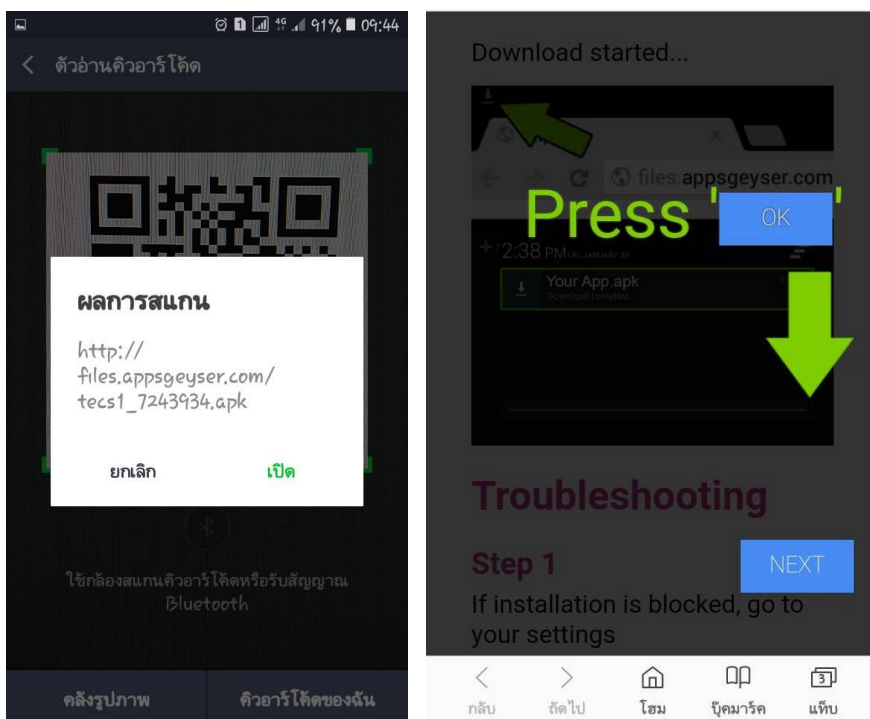 4G 91% 09:44
ตัวอ่านคิวอาร์โค้ด
ผลการสแกน
http://
files.appsgeyser.com/
tecs1_7243934.apk
ยกเลิก
เปิด
ใช้กล้องสแกนคิวอาร์โค้ดหรือรับสัญญาณ
Bluetooth
คลังรูปภาพ
คิวอาร์โค้ดของฉัน
Download started...
files.appsgeyser.com
Press ' OK '
2:38 PM FRI, JANUARY 30
Your App.apk
Download complete.
Troubleshooting
Step 1
NEXT
If installation is blocked, go to
your settings
กลับ
ถัดไป
โฮม
บุ๊คมาร์ค
3
แท็บ